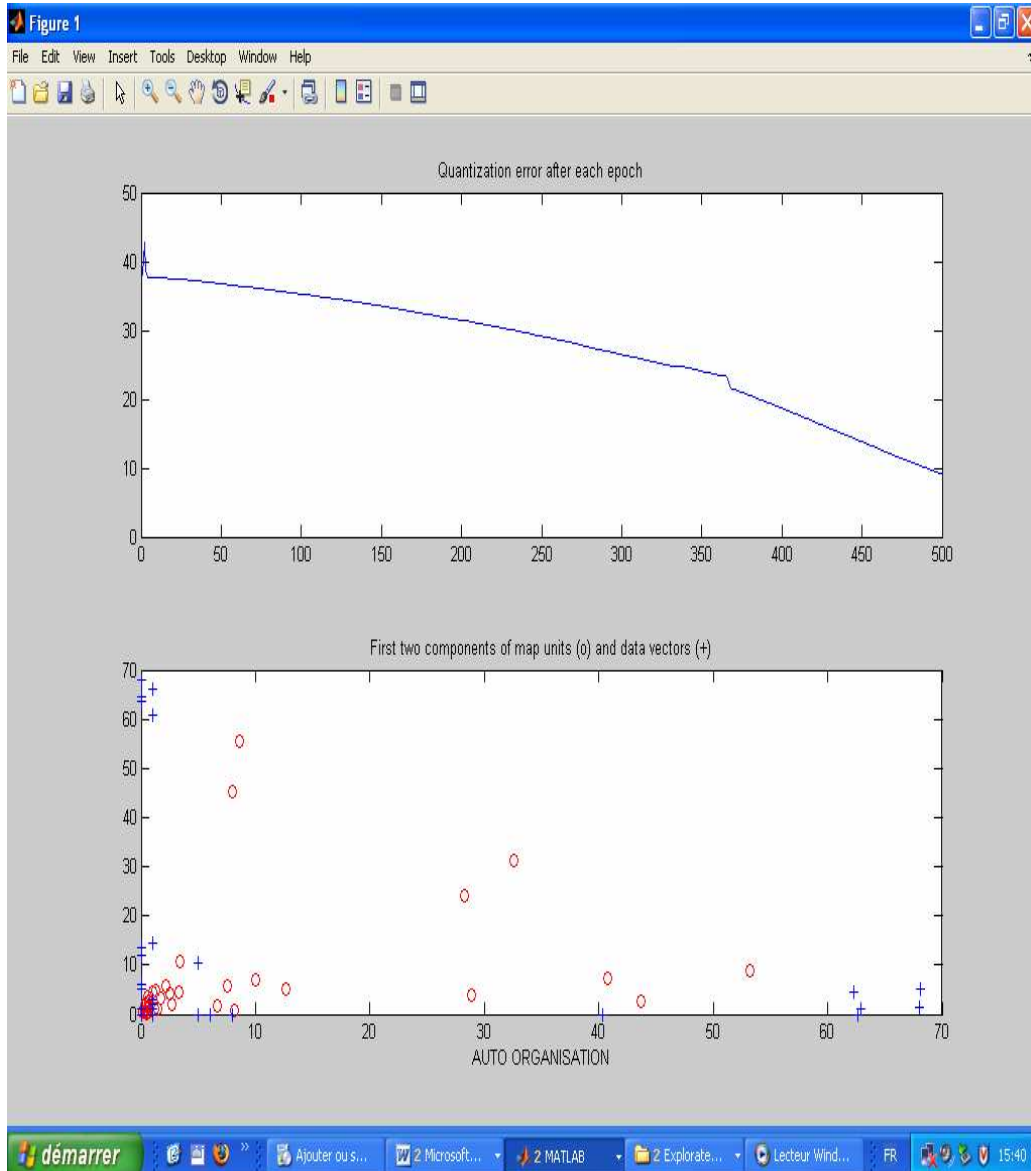 Figure 1
File Edit View Insert Tools Desktop Window Help
Quantization error after each epoch
50
40
30
20
10
0
0 50 100 150 200 250 300 350 400 450 500
First two components of map units (o) and data vectors (+)
70
60
50
40
30
20
10
0
0 10 20 30 40 50 60 70
AUTO ORGANISATION
démarrer » Ajouter ou s... 2 Microsoft... 2 MATLAB 2 Explorate... Lecteur Wind... FR 15:40